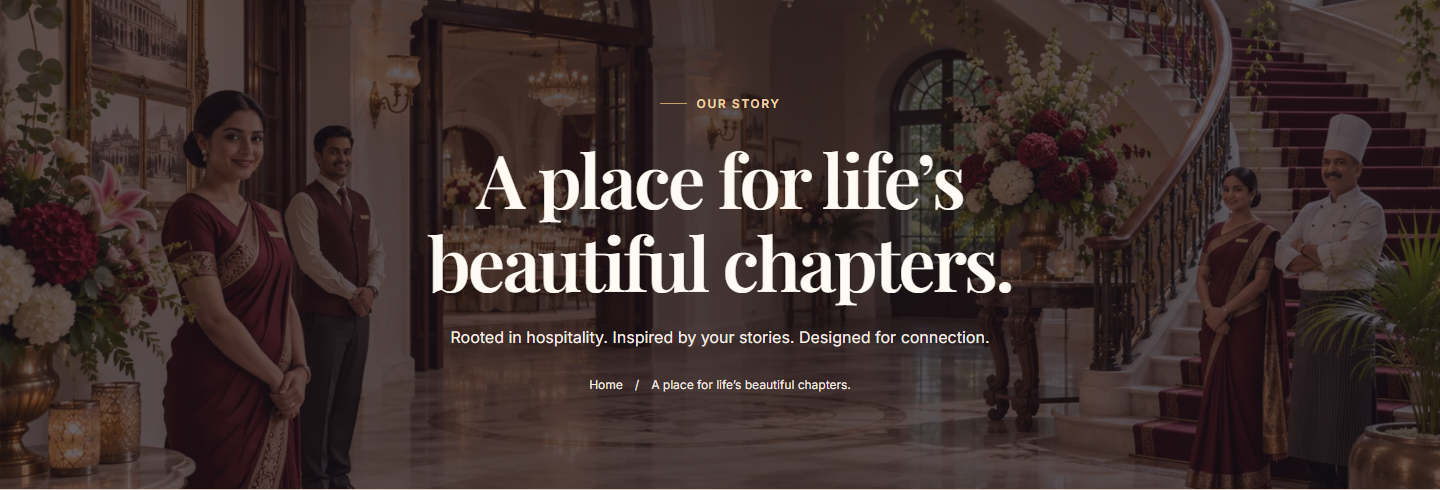 OUR STORY
A place for life’s
beautiful chapters.
Rooted in hospitality. Inspired by your stories. Designed for connection.
Home / A place for life’s beautiful chapters.